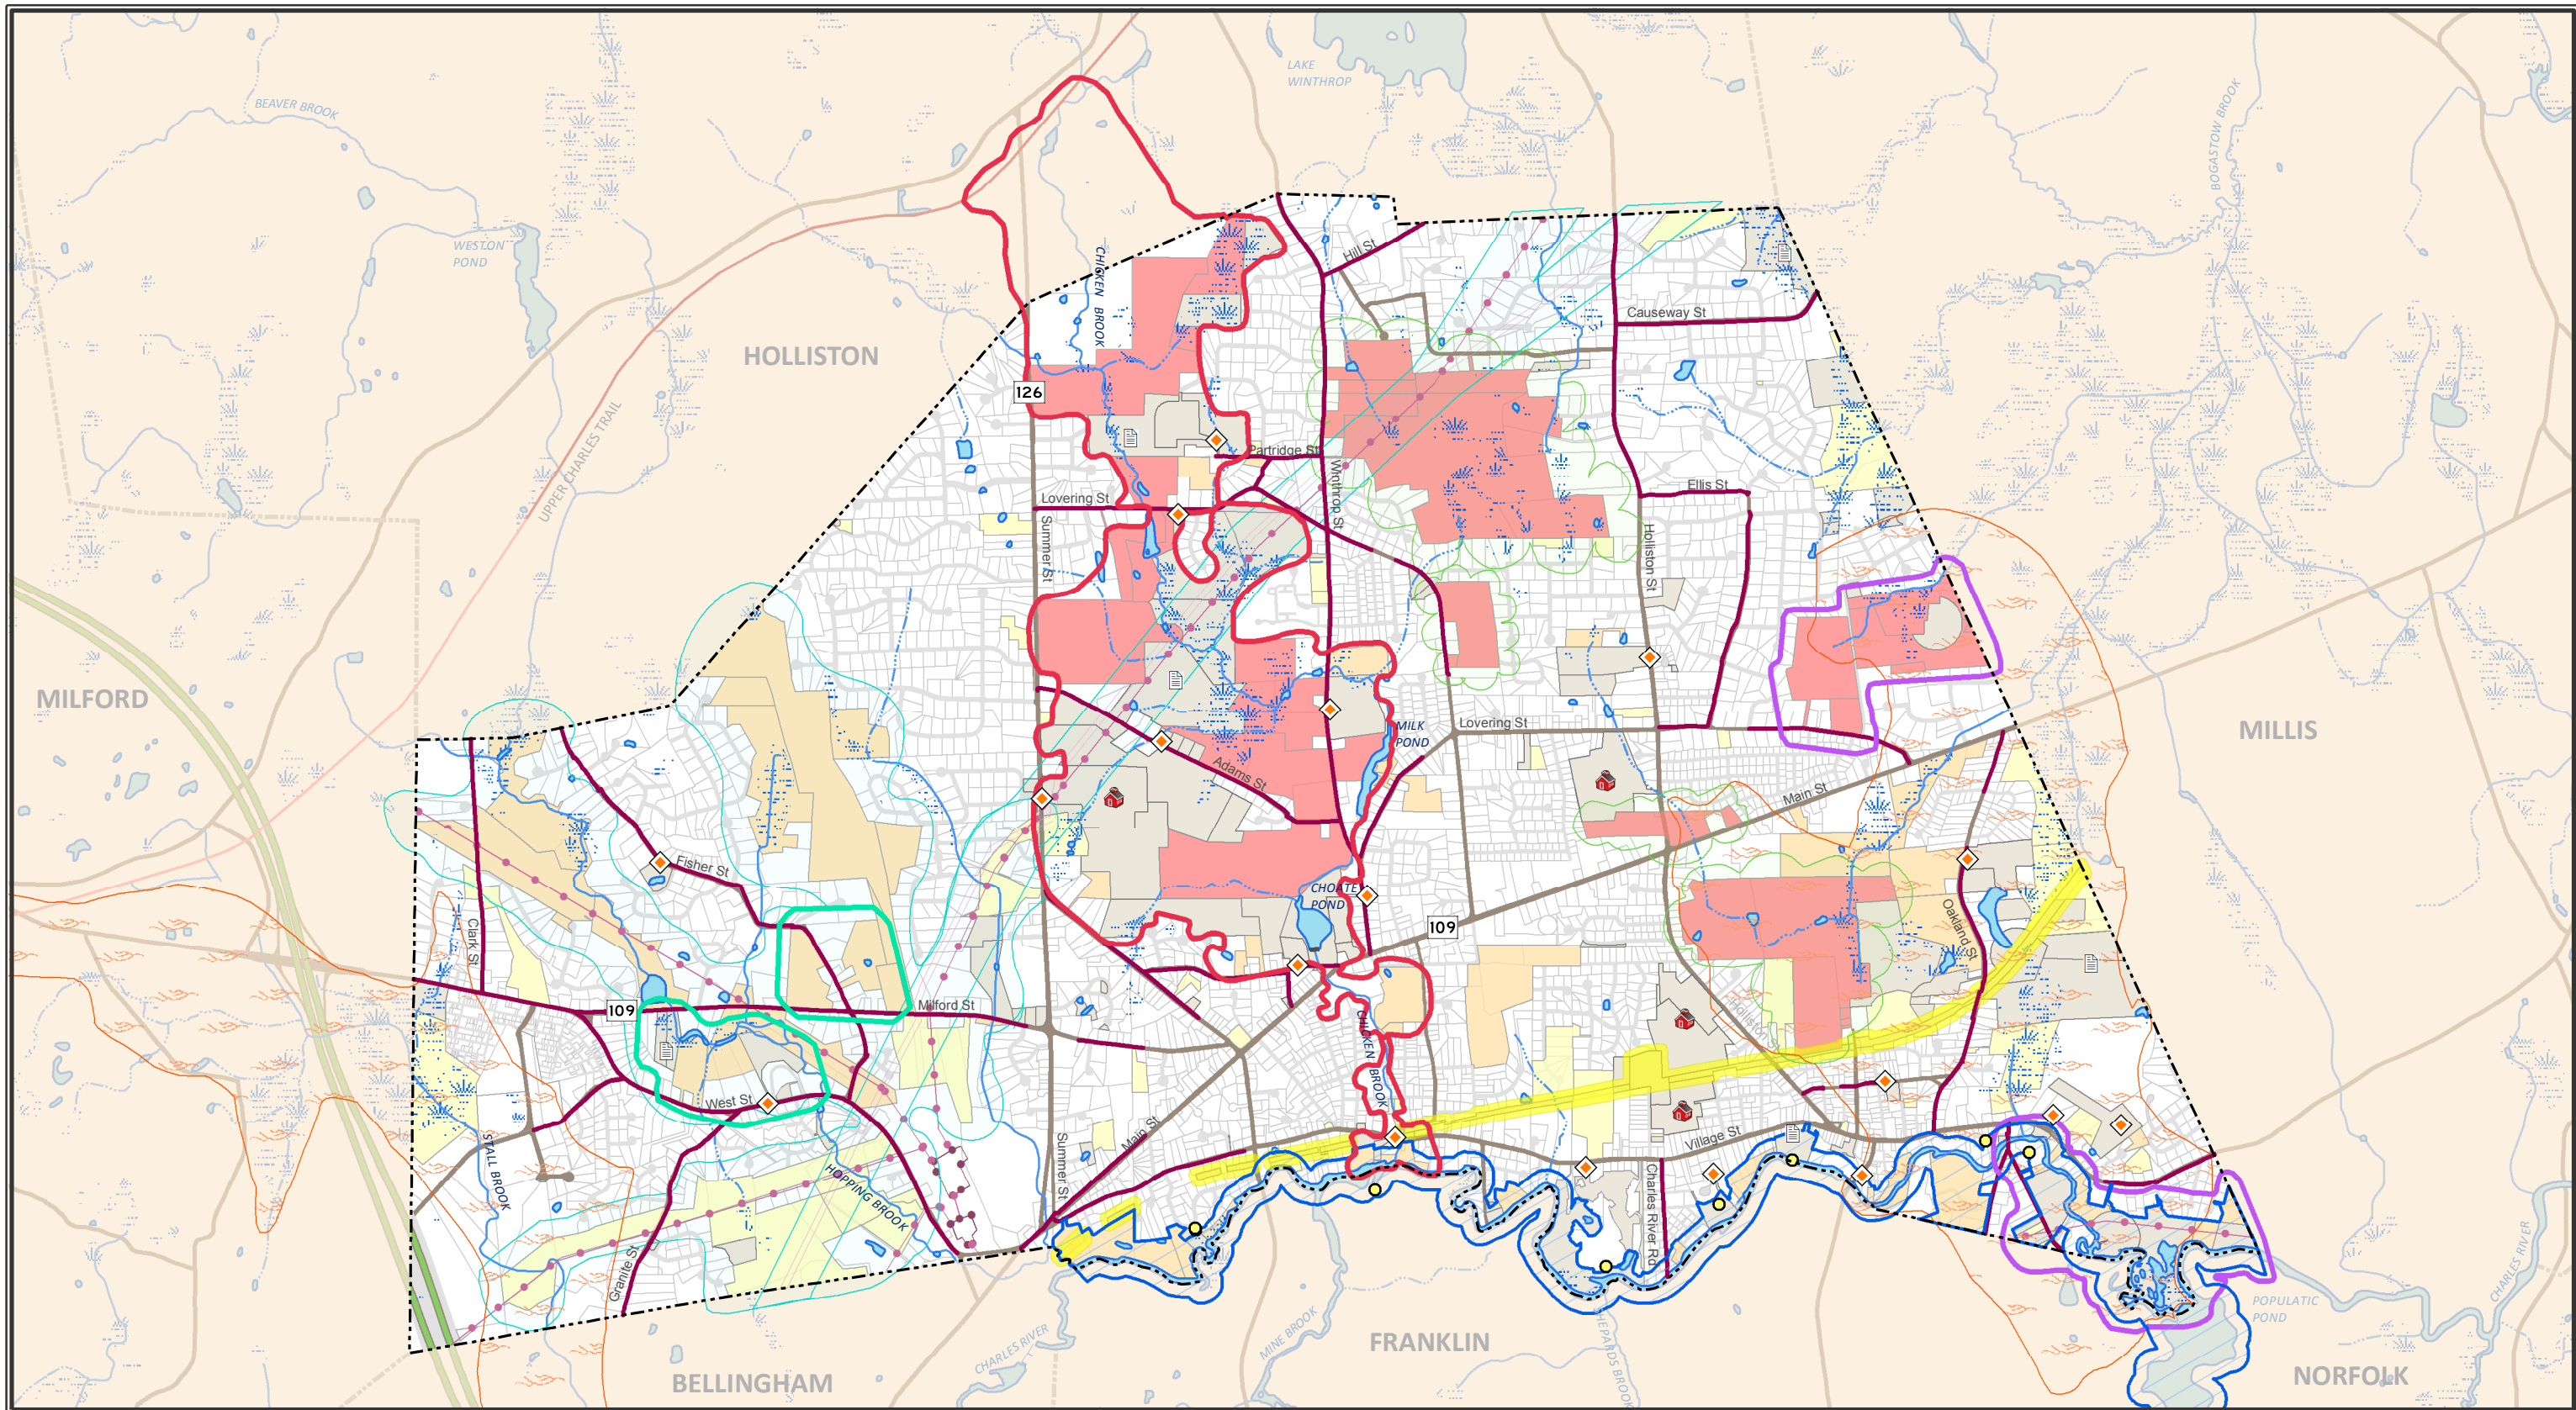 LAKE
WINTHROP
BEAVER BROOK
BOGASTOW BROOK
WESTON
POND
CHICKEN BROOK
Hill St
Causeway St
HOLLISTON
126
UPPER CHARLES TRAIL
Partridge St
Winthrop St
Lovering St
Ellis St
Summer St
Holliston St
MILFORD
MILLIS
MILK
POND
Lovering St
Adams St
Main St
Fisher St
CHOATE
POND
Clark St
109
Oakland St
109
Milford St
Holliston St
CHICKEN BROOK
West St
Main St
Village St
STALL BROOK
HOPPING BROOK
Summer St
Charles River Rd
Granite St
CHARLES RIVER
POPULATIC
POND
CHARLES RIVER
MINE BROOK
SHEPARDS BROOK
FRANKLIN
BELLINGHAM
NORFOLK